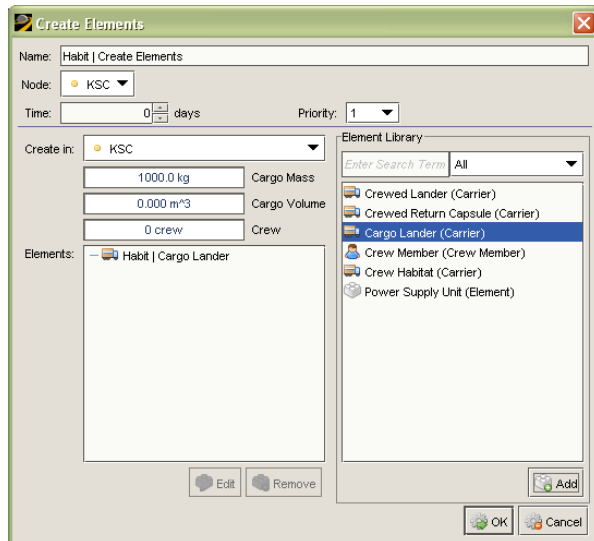 Create Elements
Name: Habit | Create Elements
Node: KSC
Time: 0 days Priority: 1
Create in: KSC
1000.0 kg Cargo Mass
0.000 m^3 Cargo Volume
0 crew Crew
Elements: Habit | Cargo Lander
Edit Remove
Element Library
Enter Search Term All
Crewed Lander (Carrier)
Crewed Return Capsule (Carrier)
Cargo Lander (Carrier)
Crew Member (Crew Member)
Crew Habitat (Carrier)
Power Supply Unit (Element)
Add
OK Cancel